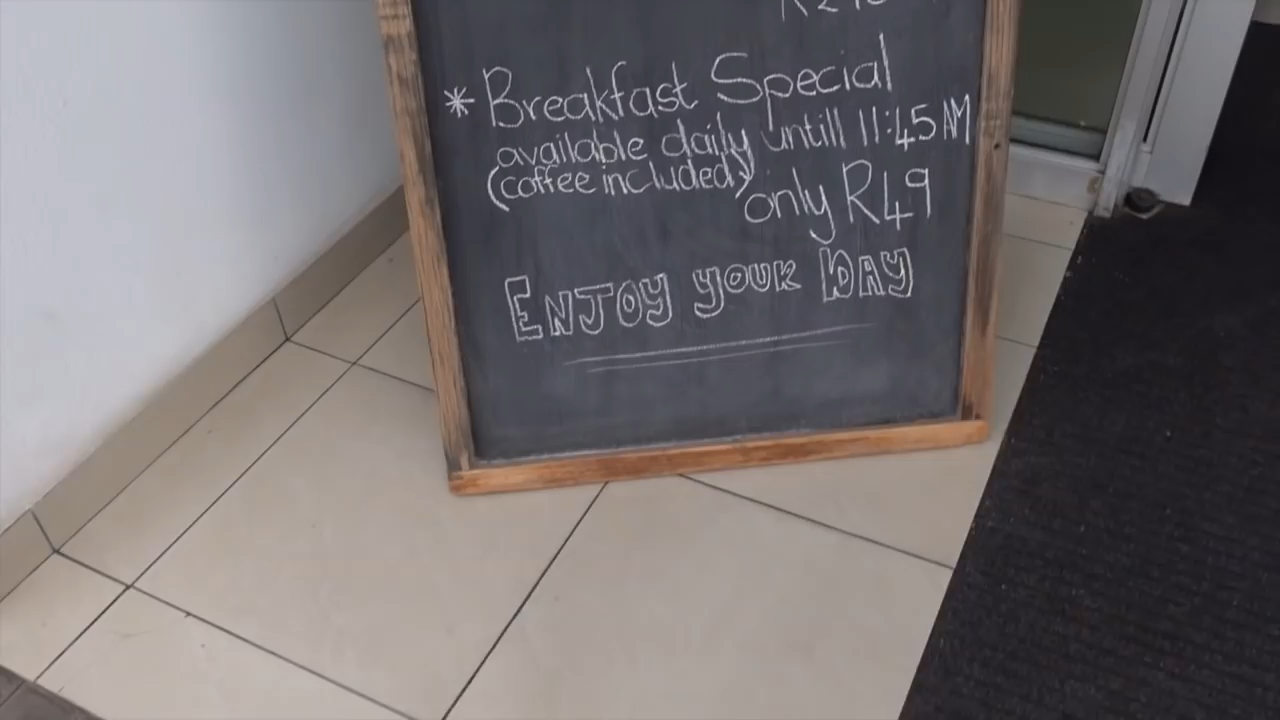 * Breakfast Special
available daily untill 11:45 AM
(coffee included)
only R49
ENJOY YOUR DAY